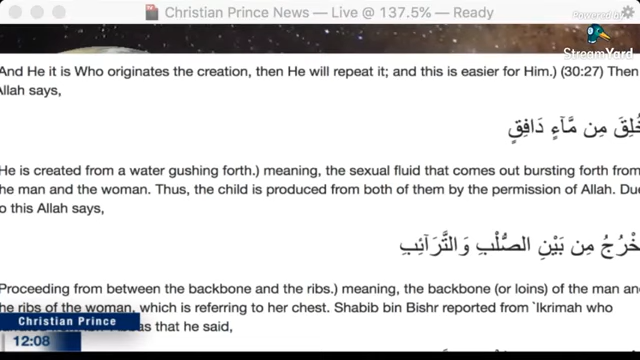 Christian Prince News — Live @ 137.5% — Ready
Powered by
StreamYard
And He it is Who originates the creation, then He will repeat it; and this is easier for Him.) (30:27) Then
Allah says,
خُلِقَ مِن مَّآءٍ دَافِقٍ
He is created from a water gushing forth.) meaning, the sexual fluid that comes out bursting forth from
he man and the woman. Thus, the child is produced from both of them by the permission of Allah. Due
o this Allah says,
خْرُجُ مِن بَيْنِ الصُّلْبِ وَالتَّرَآئِبِ
Proceeding from between the backbone and the ribs.) meaning, the backbone (or loins) of the man and
he ribs of the woman, which is referring to her chest. Shabib bin Bishr reported from `Ikrimah who
as that he said,
Christian Prince
12:08